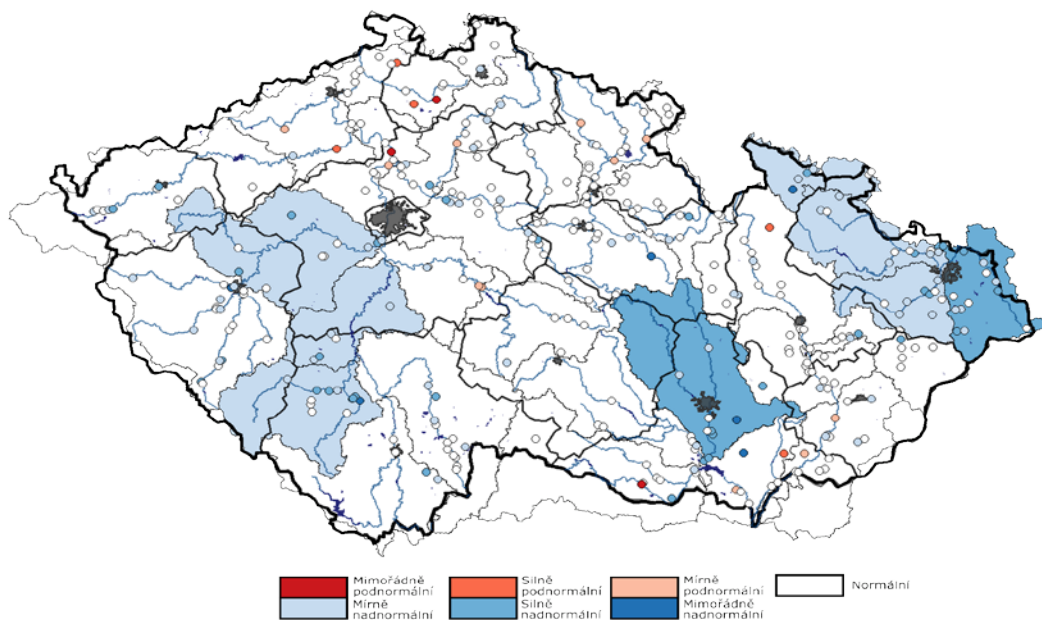 Mimořádně
podnormální
Silně
podnormální
Mírně
podnormální
Normální
Mírně
nadnormální
Silně
nadnormální
Mimořádně
nadnormální